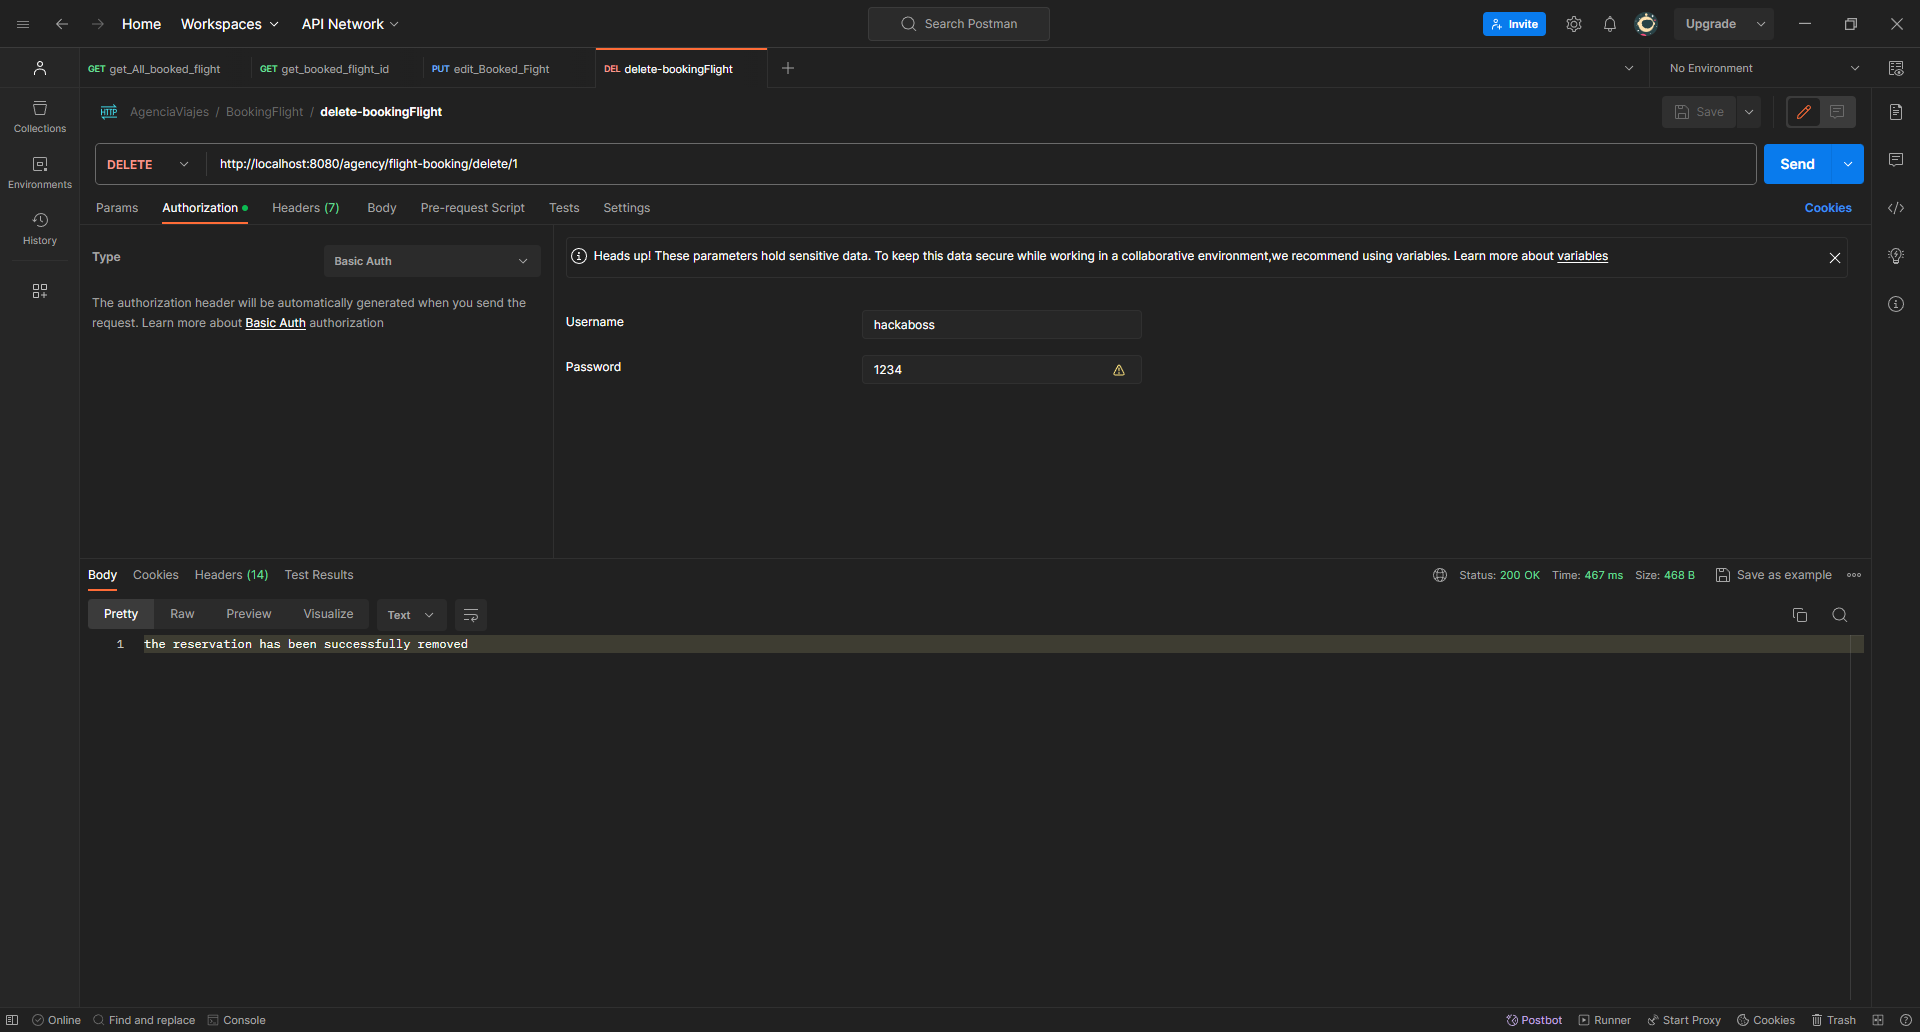 Home Workspaces API Network Search Postman Invite Upgrade
GET get_All_booked_flight GET get_booked_flight_id PUT edit_Booked_Fight DEL delete-bookingFlight No Environment
HTTP AgenciaViajes / BookingFlight / delete-bookingFlight Save
Collections
DELETE http://localhost:8080/agency/flight-booking/delete/1 Send
Environments
Params Authorization Headers (7) Body Pre-request Script Tests Settings Cookies
History
Type Basic Auth
The authorization header will be automatically generated when you send the
request. Learn more about Basic Auth authorization
Heads up! These parameters hold sensitive data. To keep this data secure while working in a collaborative environment,we recommend using variables. Learn more about variables
Username hackaboss
Password 1234
Body Cookies Headers (14) Test Results Status: 200 OK Time: 467 ms Size: 468 B Save as example
Pretty Raw Preview Visualize Text
1 the reservation has been successfully removed
Online Find and replace Console Postbot Runner Start Proxy Cookies Trash